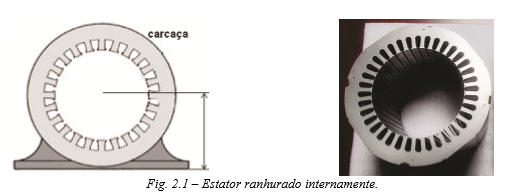 carcaça
Fig. 2.1 – Estator ranhurado internamente.